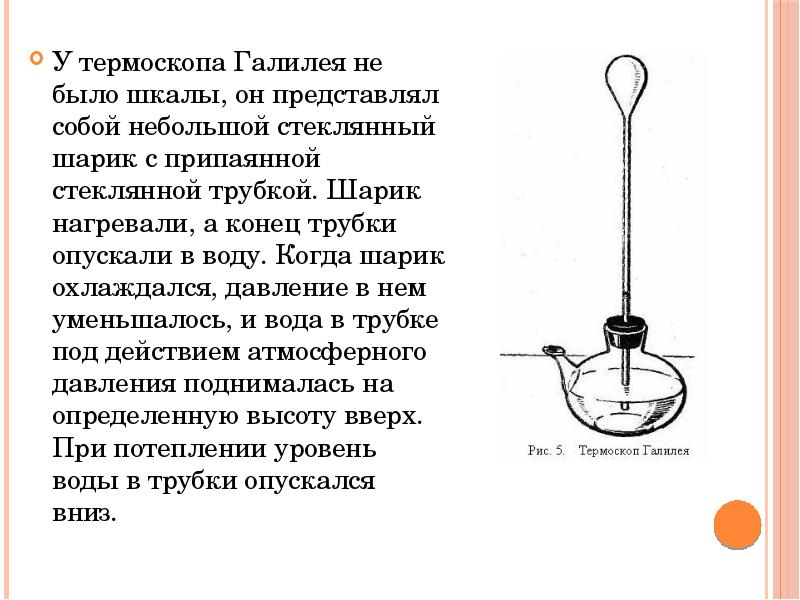 У термоскопа Галилея не
было шкалы, он представлял
собой небольшой стеклянный
шарик с припаянной
стеклянной трубкой. Шарик
нагревали, а конец трубки
опускали в воду. Когда шарик
охлаждался, давление в нем
уменьшалось, и вода в трубке
под действием атмосферного
давления поднималась на
определенную высоту вверх.
При потеплении уровень
воды в трубки опускался
вниз.
Рис. 5. Термоскоп Галилея